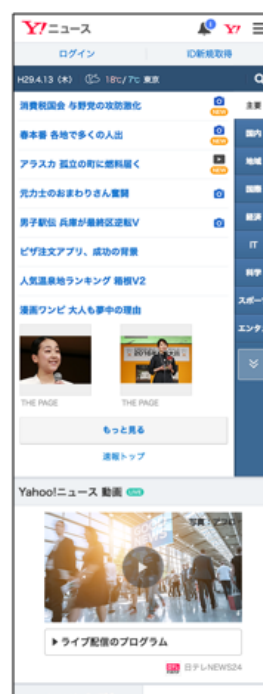 Y!ニュース
ログイン
ID新規取得
H29.4.13 (木) 18℃/7℃ 東京
消費税国会 与野党の攻防激化
NEW
主要
春本番 各地で多くの人出
NEW
国内
アラスカ 孤立の町に燃料届く
NEW
地域
元力士のおまわりさん奮闘
国際
男子駅伝 兵庫が最終区逆転V
経済
ピザ注文アプリ、成功の背景
IT
人気温泉地ランキング 箱根V2
科学
漫画ワンピ 大人も夢中の理由
スポーツ
エンタメ
THE PAGE
THE PAGE
もっと見る
速報トップ
Yahoo!ニュース 動画 LIVE
写真:アフロ
▶ライブ配信のプログラム
日テレNEWS24